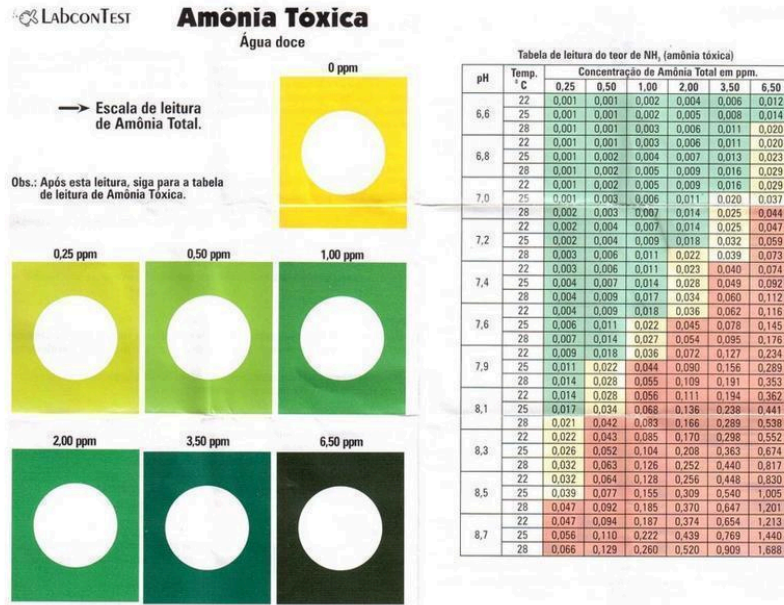 LABCONTEST
Amônia Tóxica
Água doce
0 ppm
Escala de leitura
de Amônia Total.
Obs.: Após esta leitura, siga para a tabela
de leitura de Amônia Tóxica.
0,25 ppm 0,50 ppm 1,00 ppm
2,00 ppm 3,50 ppm 6,50 ppm
Tabela de leitura do teor de NH₃ (amônia tóxica)
pH Temp. °C Concentração de Amônia Total em ppm.
0,25 0,50 1,00 2,00 3,50 6,50
6,6 22 0,001 0,001 0,002 0,004 0,006 0,012
25 0,001 0,001 0,002 0,005 0,008 0,014
28 0,001 0,001 0,003 0,006 0,011 0,020
6,8 22 0,001 0,001 0,003 0,006 0,011 0,020
25 0,001 0,002 0,004 0,007 0,013 0,023
28 0,001 0,002 0,005 0,009 0,016 0,029
7,0 22 0,001 0,002 0,005 0,009 0,016 0,029
25 0,001 0,003 0,006 0,011 0,020 0,037
28 0,002 0,003 0,007 0,014 0,025 0,046
7,2 22 0,002 0,004 0,007 0,014 0,025 0,047
25 0,002 0,004 0,009 0,018 0,032 0,059
28 0,003 0,006 0,011 0,022 0,039 0,073
7,4 22 0,003 0,006 0,011 0,023 0,040 0,074
25 0,004 0,007 0,014 0,028 0,049 0,092
28 0,004 0,009 0,017 0,034 0,060 0,112
7,6 22 0,004 0,009 0,018 0,036 0,062 0,116
25 0,006 0,011 0,022 0,045 0,078 0,145
28 0,007 0,014 0,027 0,054 0,095 0,176
7,9 22 0,009 0,018 0,036 0,072 0,127 0,234
25 0,011 0,022 0,044 0,090 0,156 0,289
28 0,014 0,028 0,055 0,109 0,191 0,353
8,1 22 0,014 0,028 0,056 0,111 0,194 0,362
25 0,017 0,034 0,068 0,136 0,238 0,441
28 0,021 0,042 0,083 0,166 0,289 0,538
8,3 22 0,022 0,043 0,085 0,170 0,298 0,552
25 0,026 0,052 0,104 0,208 0,363 0,674
28 0,032 0,063 0,126 0,252 0,440 0,817
8,5 22 0,032 0,064 0,128 0,256 0,448 0,830
25 0,039 0,077 0,155 0,309 0,540 1,005
28 0,047 0,092 0,185 0,370 0,647 1,201
8,7 22 0,047 0,094 0,187 0,374 0,654 1,213
25 0,056 0,110 0,222 0,439 0,769 1,440
28 0,066 0,129 0,260 0,520 0,909 1,688